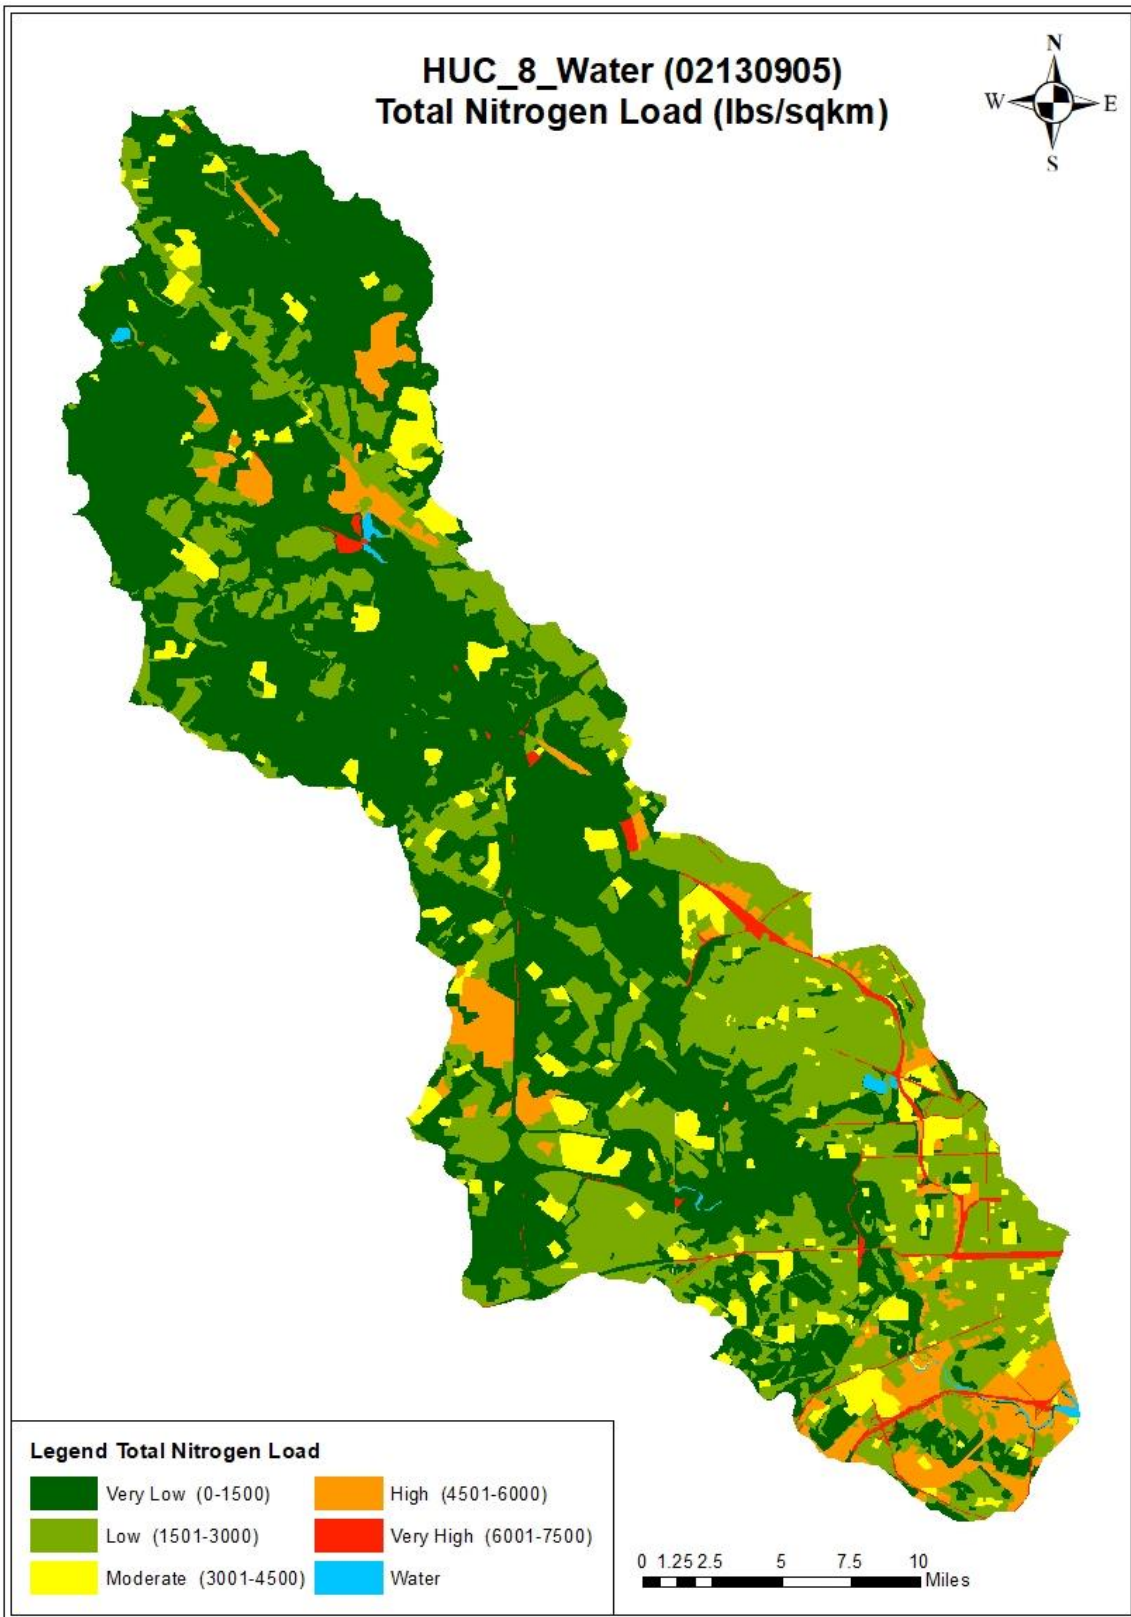 HUC_8_Water (02130905)
Total Nitrogen Load (lbs/sqkm)
N
W E
S
Legend Total Nitrogen Load
Very Low (0-1500)
High (4501-6000)
Low (1501-3000)
Very High (6001-7500)
Moderate (3001-4500)
Water
0 1.25 2.5 5 7.5 10
Miles